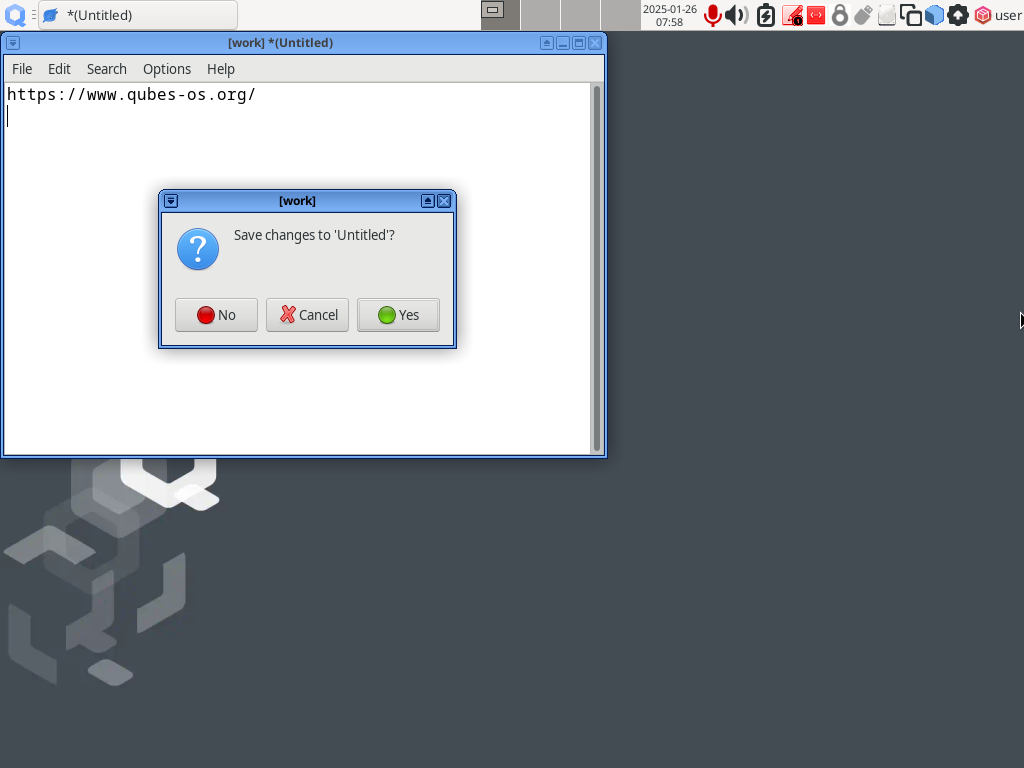 *(Untitled)
2025-01-26
07:58
user
[work] *(Untitled)
File Edit Search Options Help
https://www.qubes-os.org/
[work]
Save changes to 'Untitled'?
No Cancel Yes